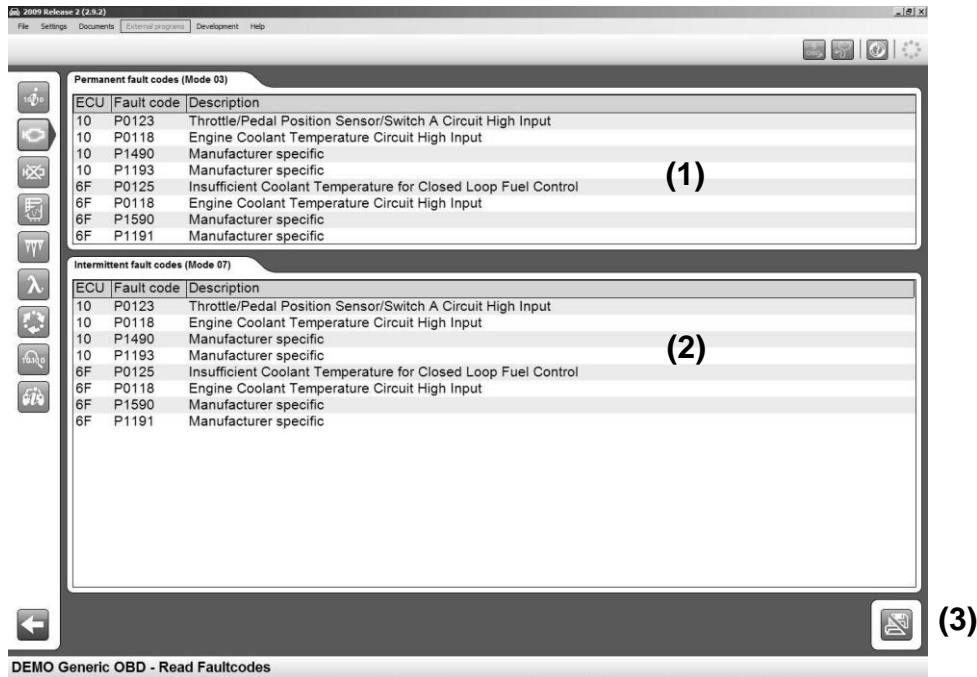 2009 Release 2 (2.9.2)
File Settings Documents External programs Development Help
Permanent fault codes (Mode 03)
ECU Fault code Description
10 P0123 Throttle/Pedal Position Sensor/Switch A Circuit High Input
10 P0118 Engine Coolant Temperature Circuit High Input
10 P1490 Manufacturer specific
10 P1193 Manufacturer specific
6F P0125 Insufficient Coolant Temperature for Closed Loop Fuel Control
6F P0118 Engine Coolant Temperature Circuit High Input
6F P1590 Manufacturer specific
6F P1191 Manufacturer specific
(1)
Intermittent fault codes (Mode 07)
ECU Fault code Description
10 P0123 Throttle/Pedal Position Sensor/Switch A Circuit High Input
10 P0118 Engine Coolant Temperature Circuit High Input
10 P1490 Manufacturer specific
10 P1193 Manufacturer specific
6F P0125 Insufficient Coolant Temperature for Closed Loop Fuel Control
6F P0118 Engine Coolant Temperature Circuit High Input
6F P1590 Manufacturer specific
6F P1191 Manufacturer specific
(2)
(3)
DEMO Generic OBD - Read Faultcodes